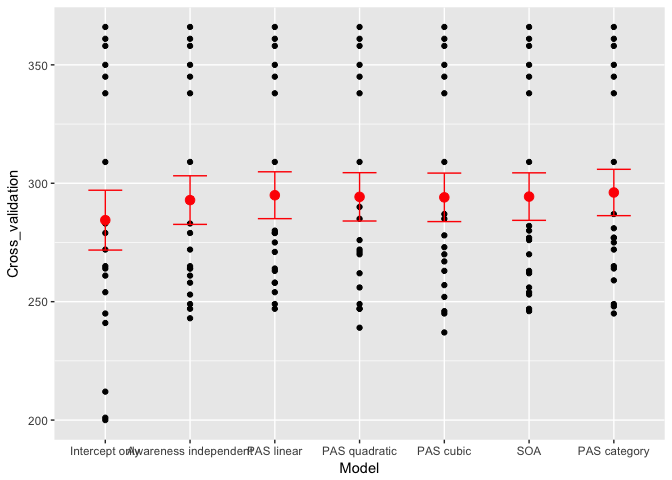 350
300
250
200
Cross_validation
Intercept only
Awareness independent
PAS linear
PAS quadratic
PAS cubic
SOA
PAS category
Model